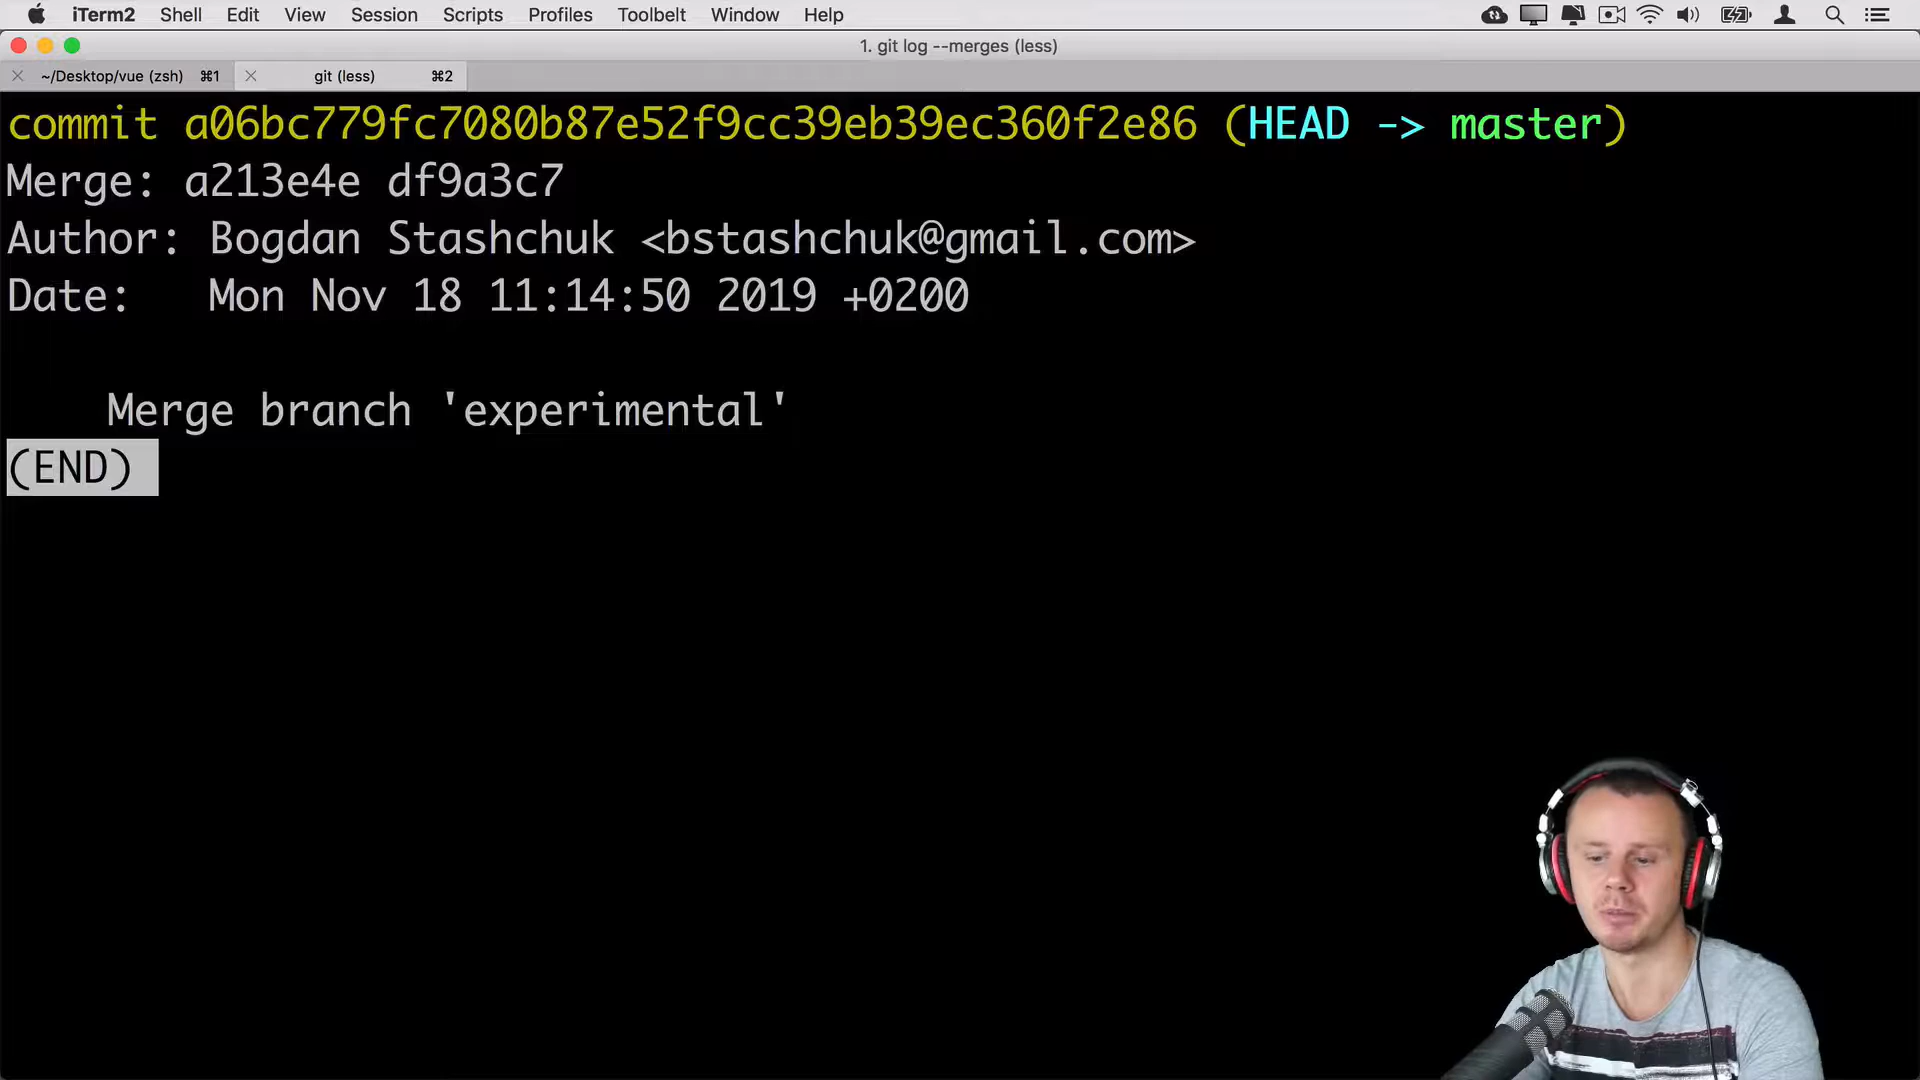 iTerm2 Shell Edit View Session Scripts Profiles Toolbelt Window Help
1. git log --merges (less)
~/Desktop/vue (zsh) ⌘1 git (less) ⌘2
commit a06bc779fc7080b87e52f9cc39eb39ec360f2e86 (HEAD -> master)
Merge: a213e4e df9a3c7
Author: Bogdan Stashchuk <bstashchuk@gmail.com>
Date:   Mon Nov 18 11:14:50 2019 +0200
Merge branch 'experimental'
(END)